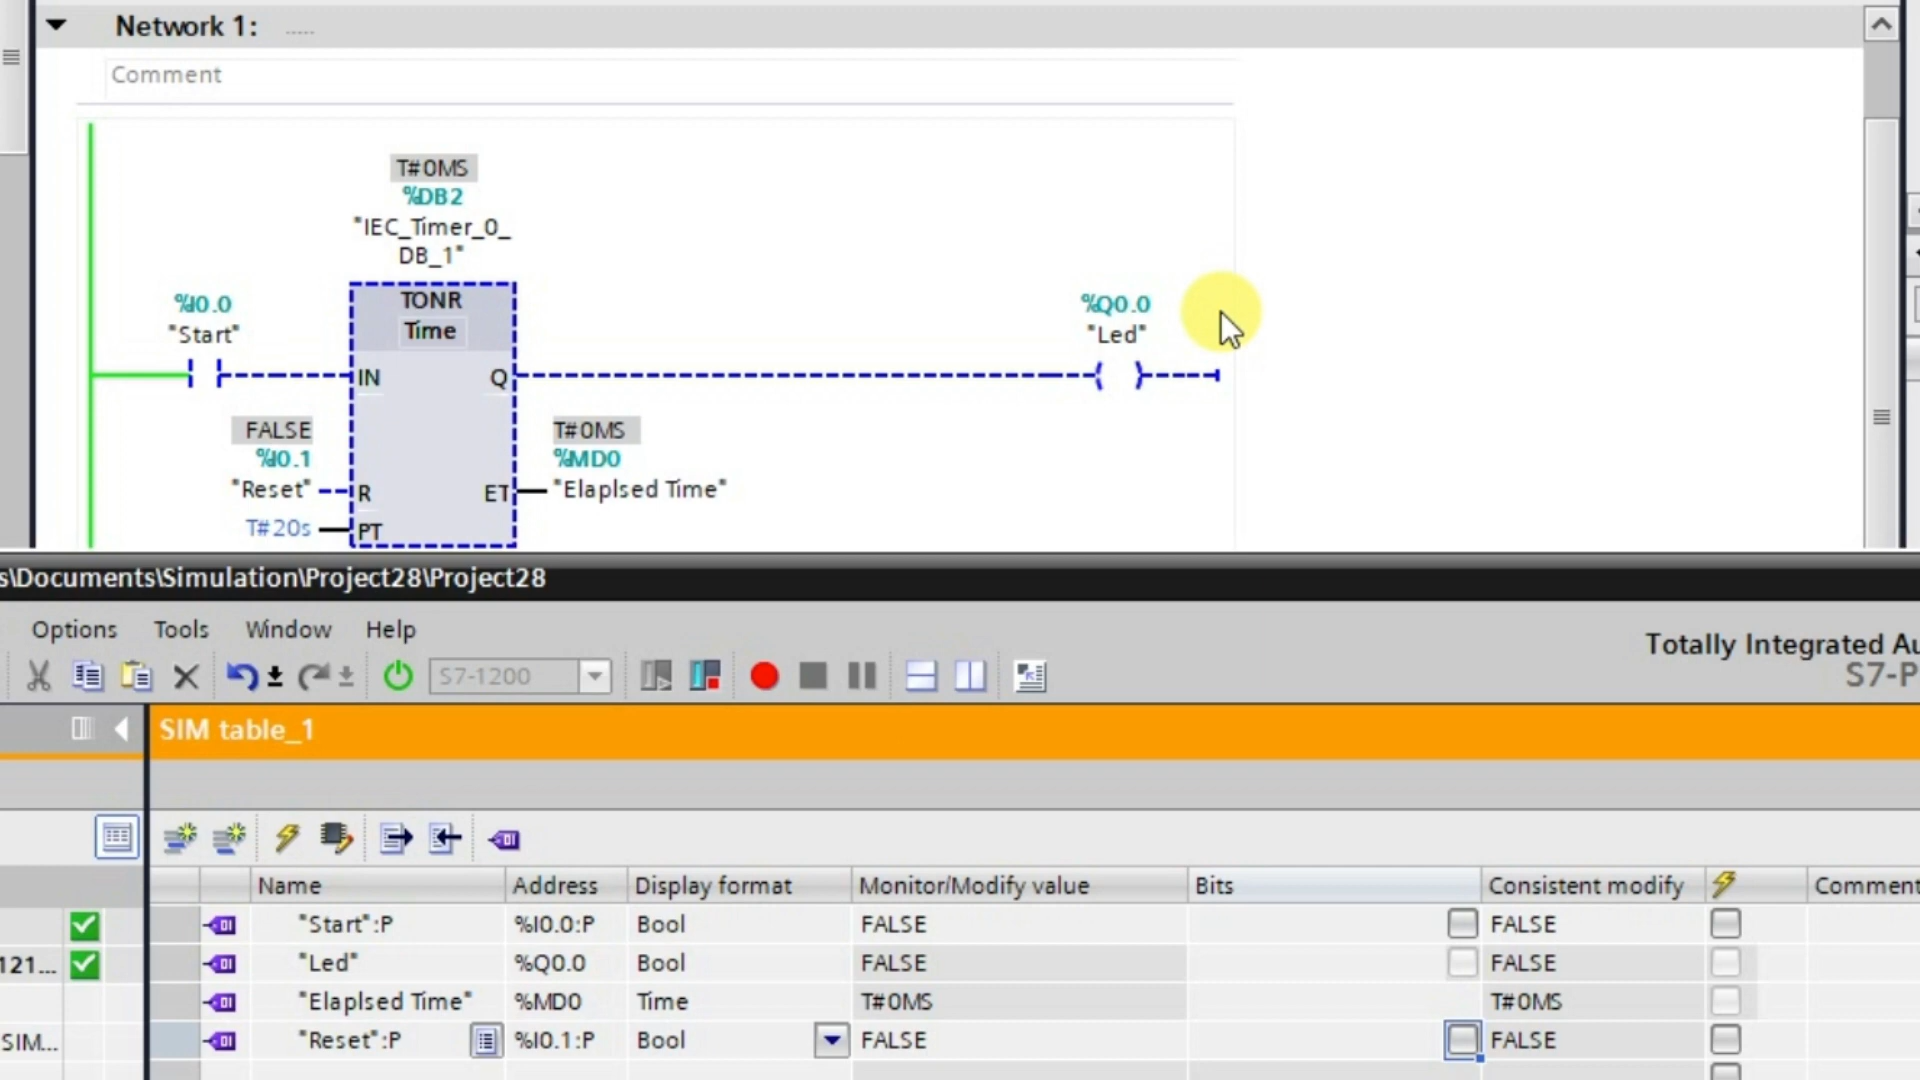 Network 1: .....
Comment
T#0MS
%DB2
"IEC_Timer_0_
DB_1"
TONR
Time
%I0.0
"Start"
IN
Q
%Q0.0
"Led"
FALSE
%I0.1
"Reset"
R
T#20s
PT
ET
T#0MS
%MD0
"Elaplsed Time"
s\Documents\Simulation\Project28\Project28
Options Tools Window Help
Totally Integrated Au
S7-1200
S7-P
SIM table_1
Name Address Display format Monitor/Modify value Bits Consistent modify Comment
"Start":P %I0.0:P Bool FALSE FALSE
121... "Led" %Q0.0 Bool FALSE FALSE
"Elaplsed Time" %MD0 Time T#0MS T#0MS
SIM... "Reset":P %I0.1:P Bool FALSE FALSE